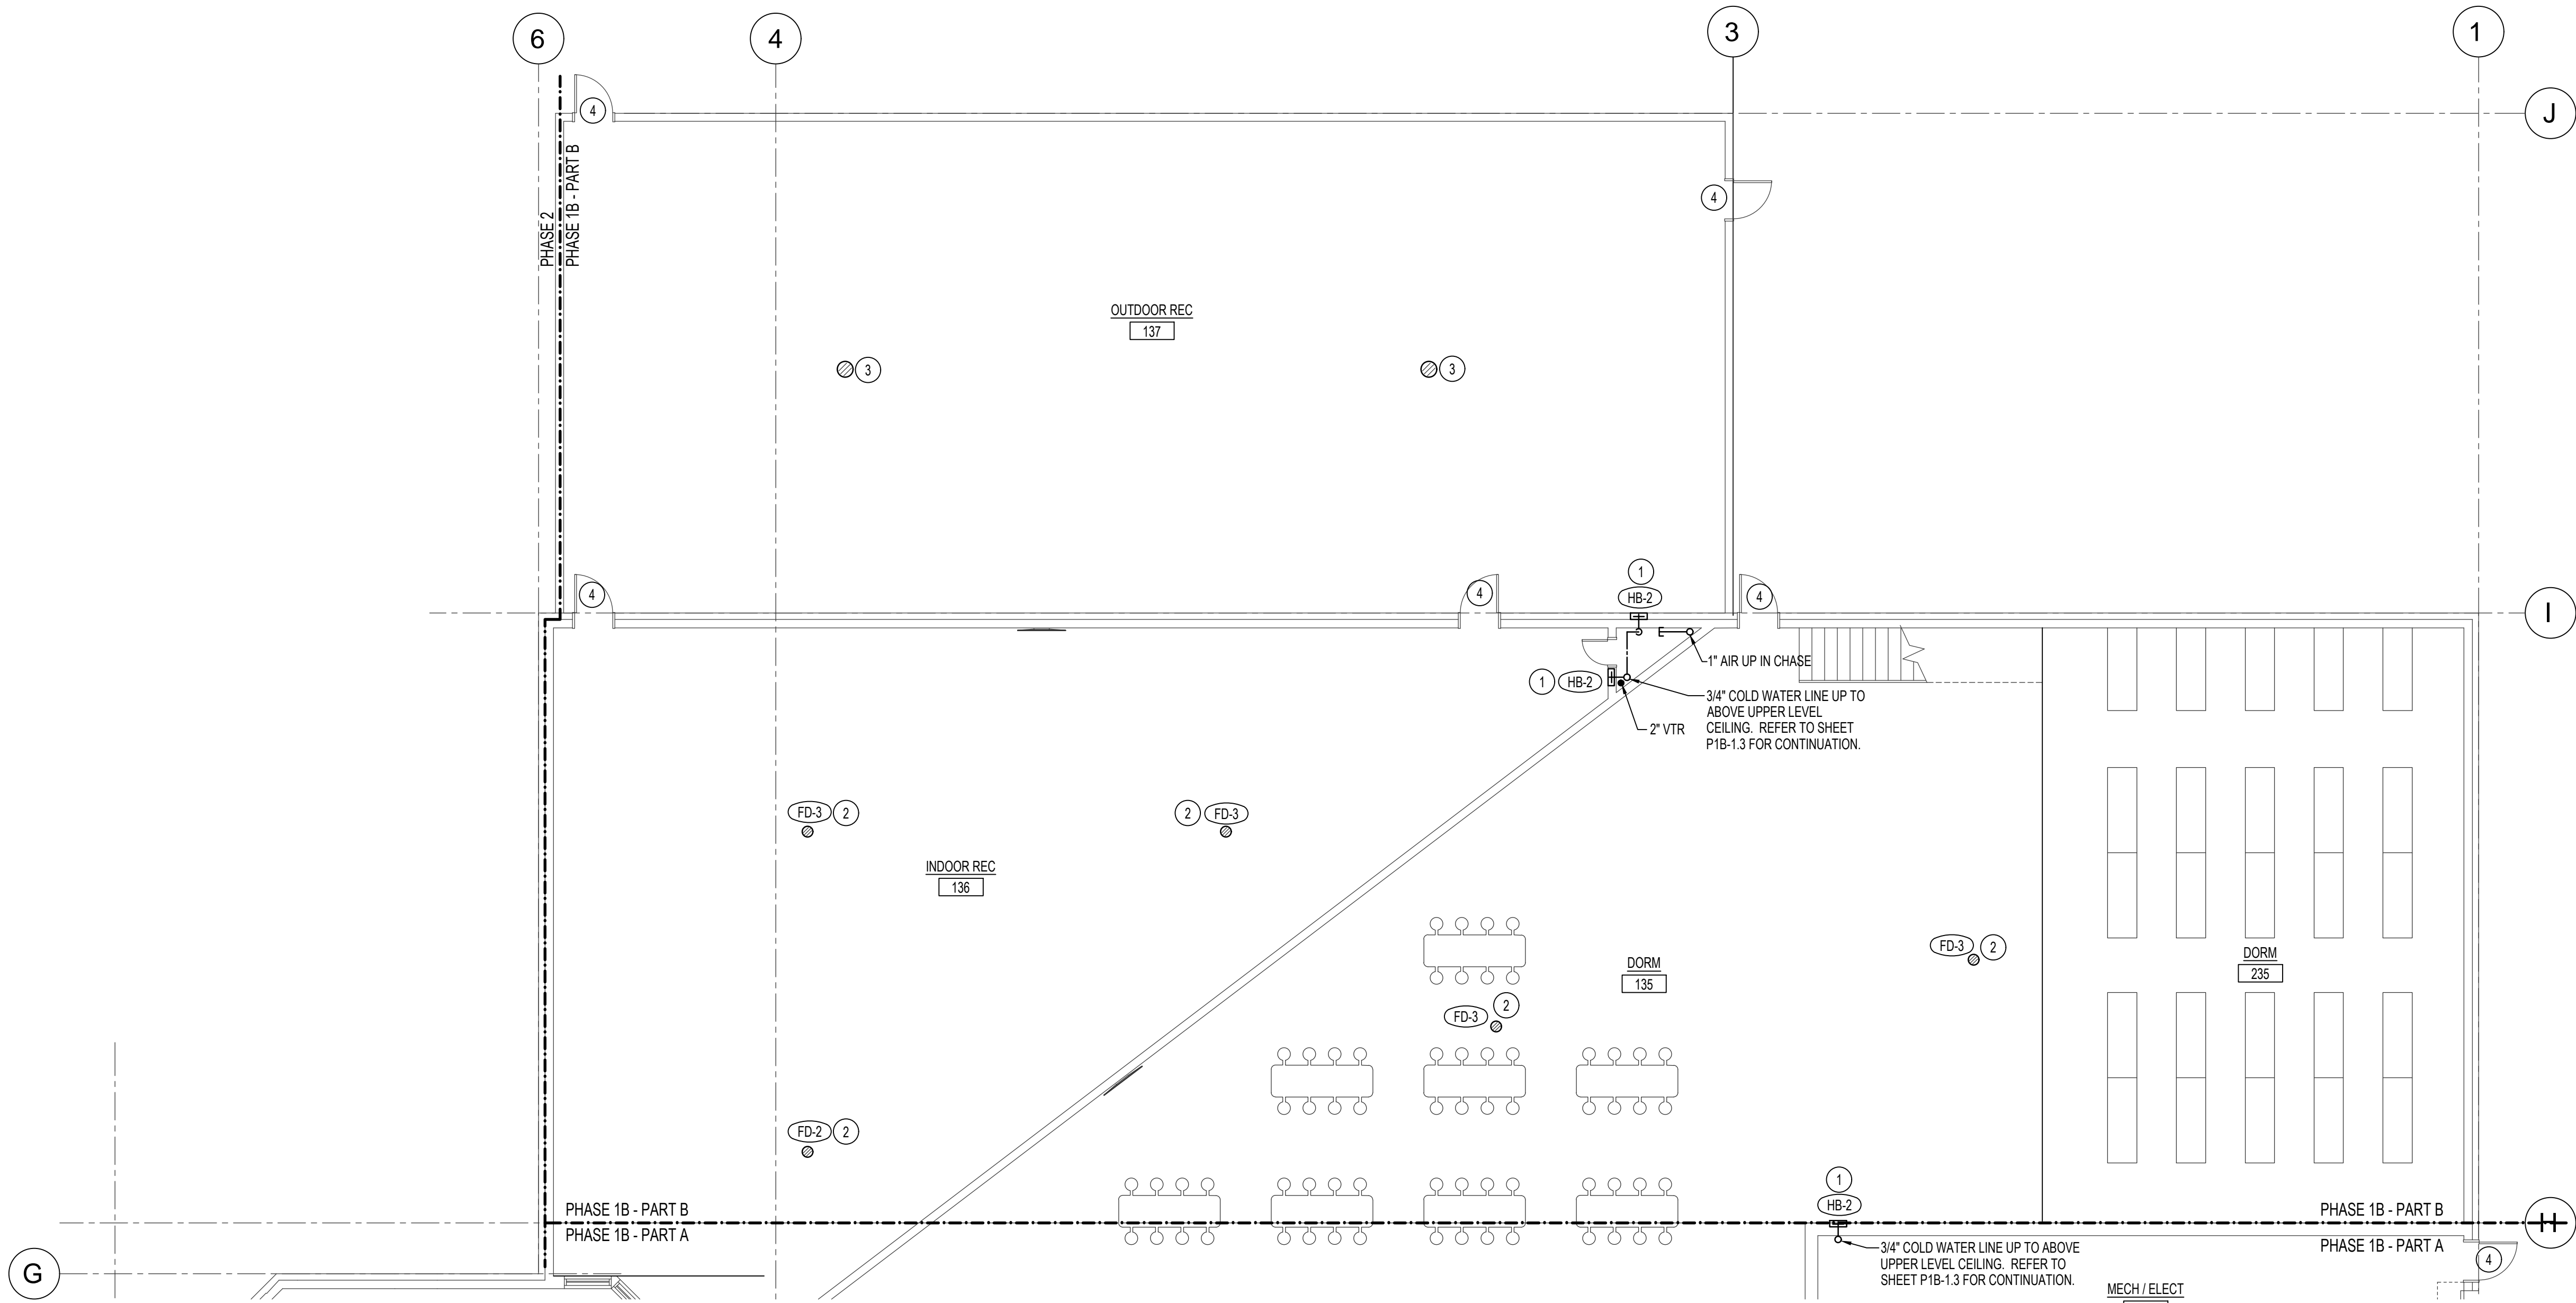 6
4
3
1
J
4
PHASE 2
PHASE 1B - PART B
4
OUTDOOR REC
137
3
3
1
HB-2
4
4
4
I
1" AIR UP IN CHASE
1
HB-2
3/4" COLD WATER LINE UP TO
ABOVE UPPER LEVEL
CEILING. REFER TO SHEET
P1B-1.3 FOR CONTINUATION.
2" VTR
FD-3
2
2
FD-3
INDOOR REC
136
FD-3
2
DORM
235
DORM
135
2
FD-3
FD-2
2
1
HB-2
PHASE 1B - PART B
PHASE 1B - PART A
PHASE 1B - PART B
PHASE 1B - PART A
H
3/4" COLD WATER LINE UP TO ABOVE
UPPER LEVEL CEILING. REFER TO
SHEET P1B-1.3 FOR CONTINUATION.
4
G
MECH / ELECT